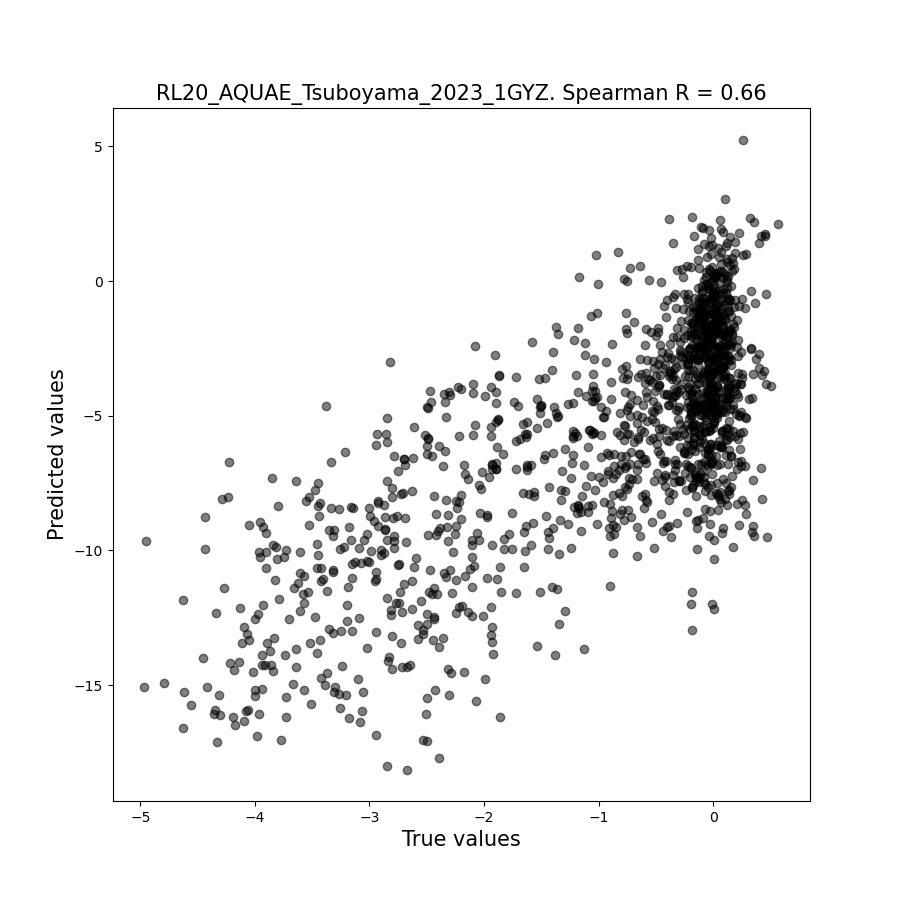 RL20_AQUAE_Tsuboyama_2023_1GYZ. Spearman R = 0.66
5
0
−5
−10
−15
Predicted values
−5 −4 −3 −2 −1 0
True values